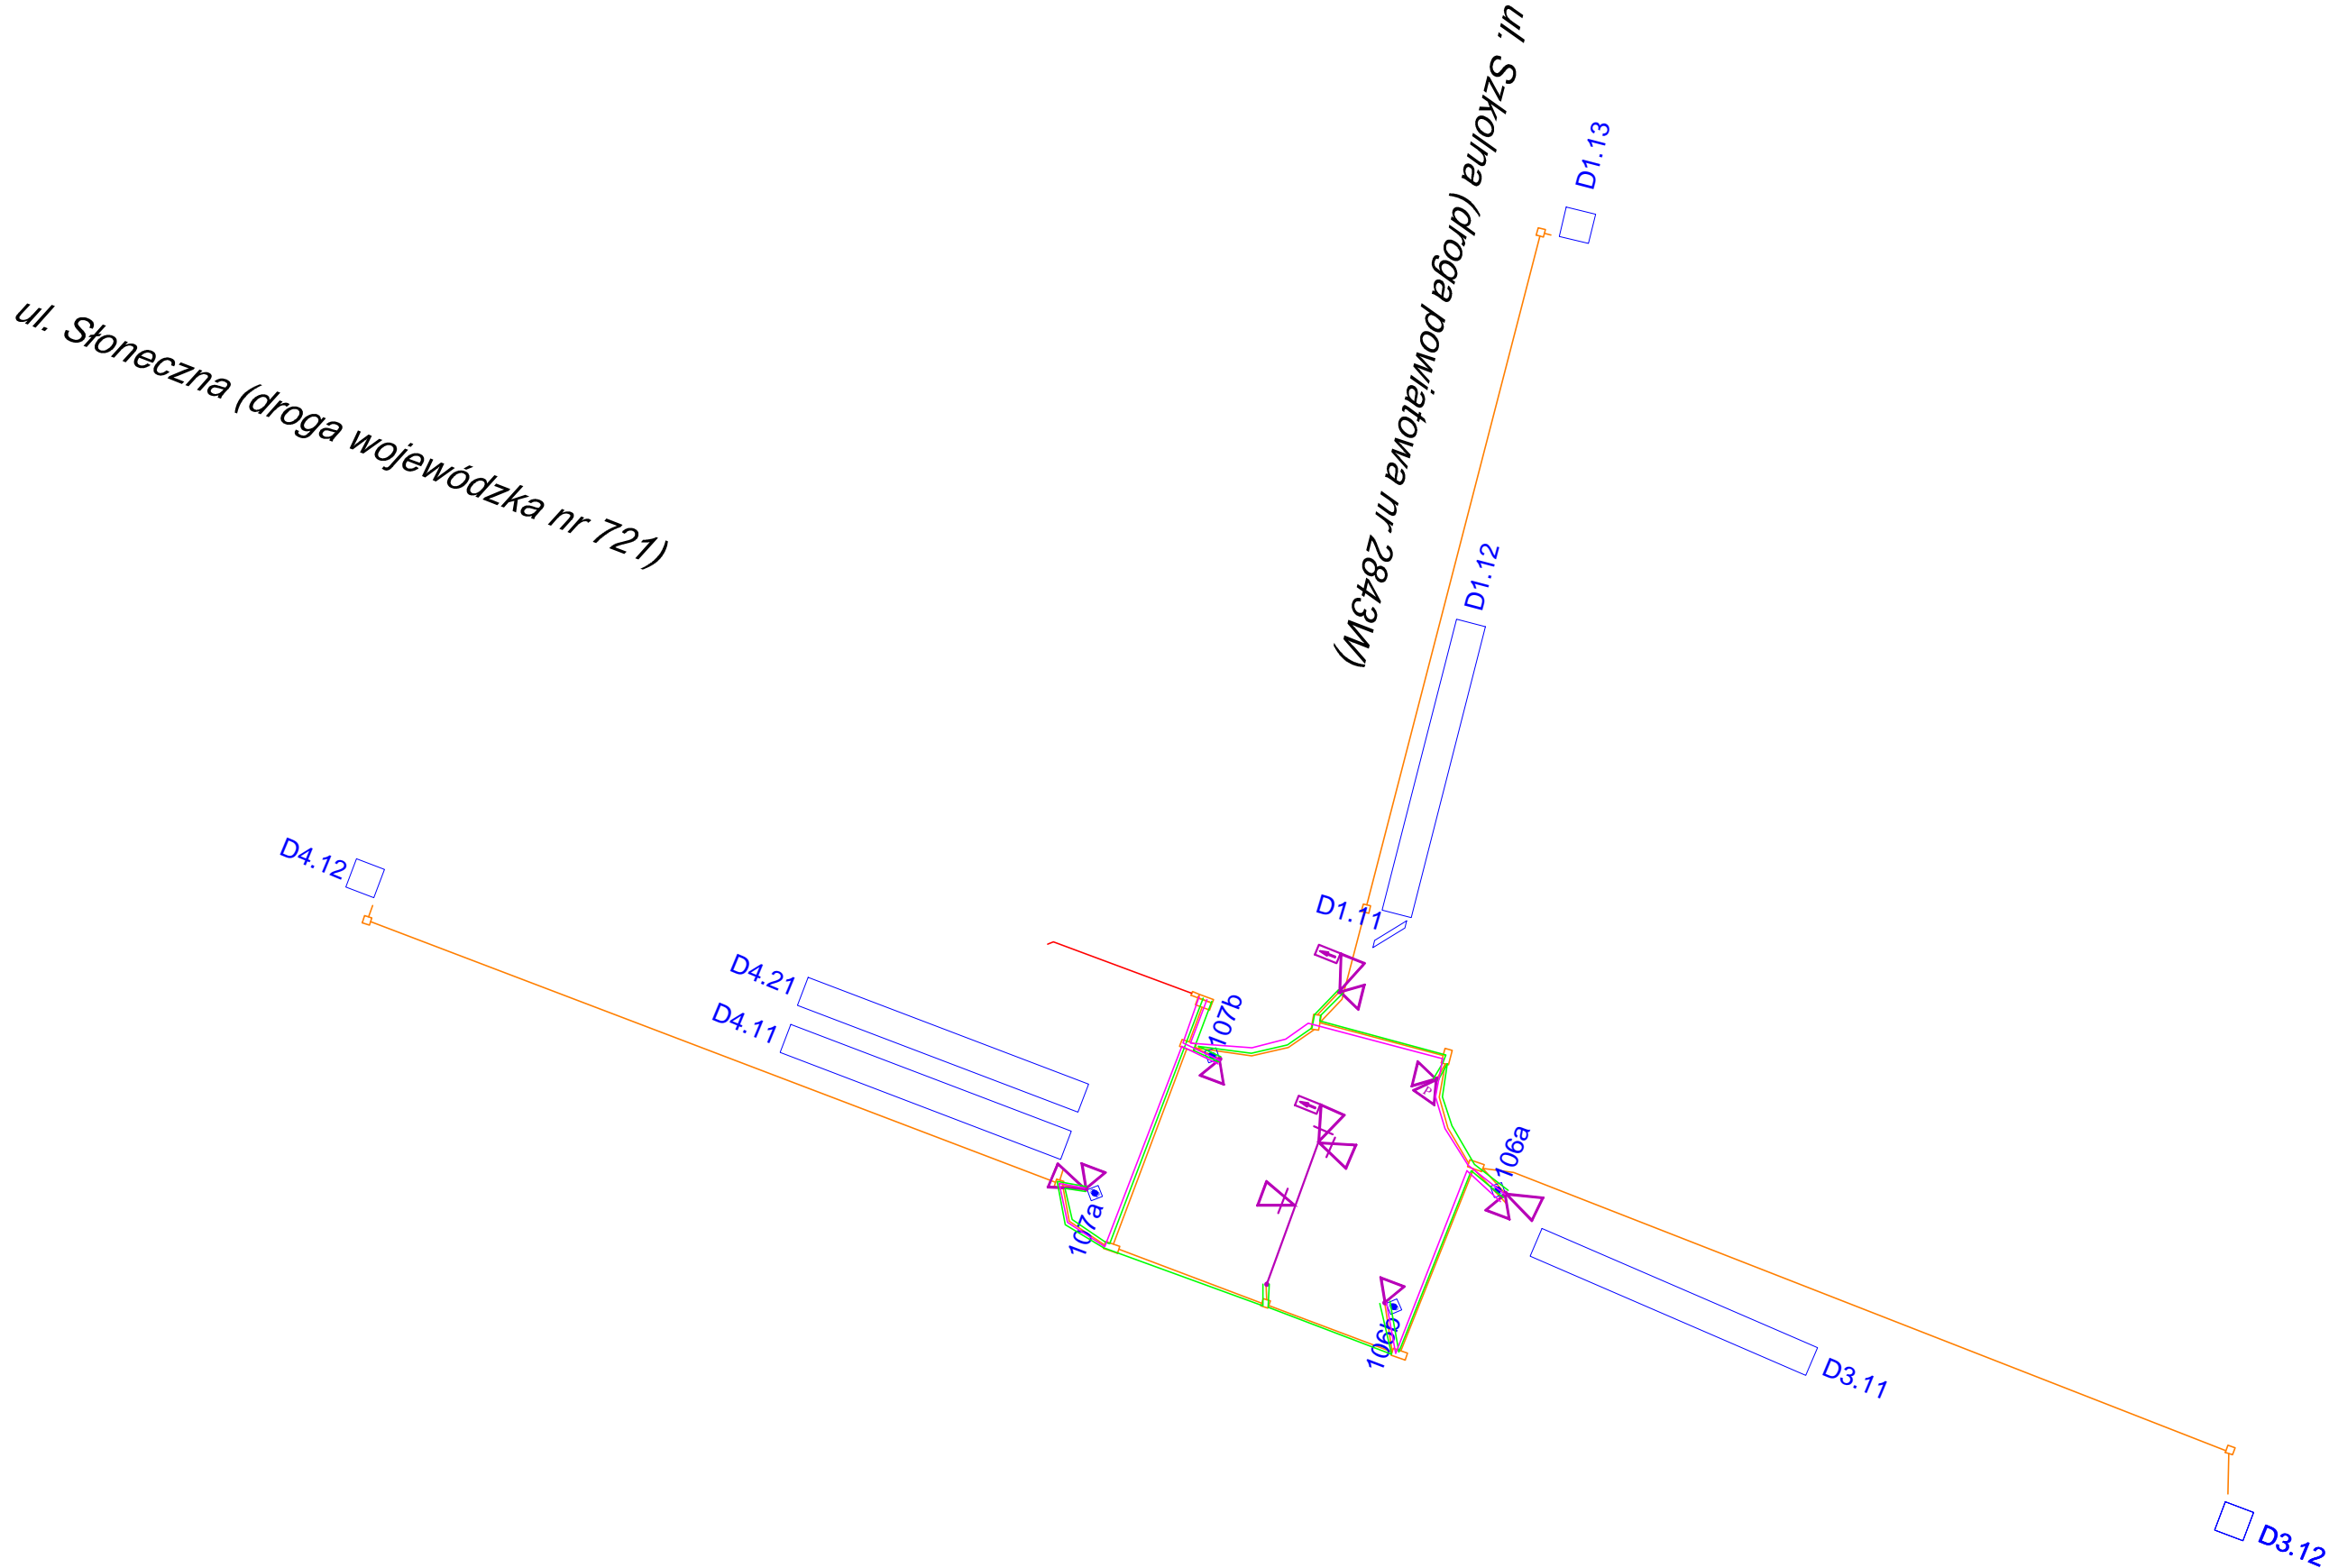 ul. Szkolna (droga powiatowa nr 2843W)
D1.13
ul. Słoneczna (droga wojewódzka nr 721)
D1.12
D4.12
D1.11
D4.21
D4.11
107b
106a
107a
106b
P
D3.11
D3.12